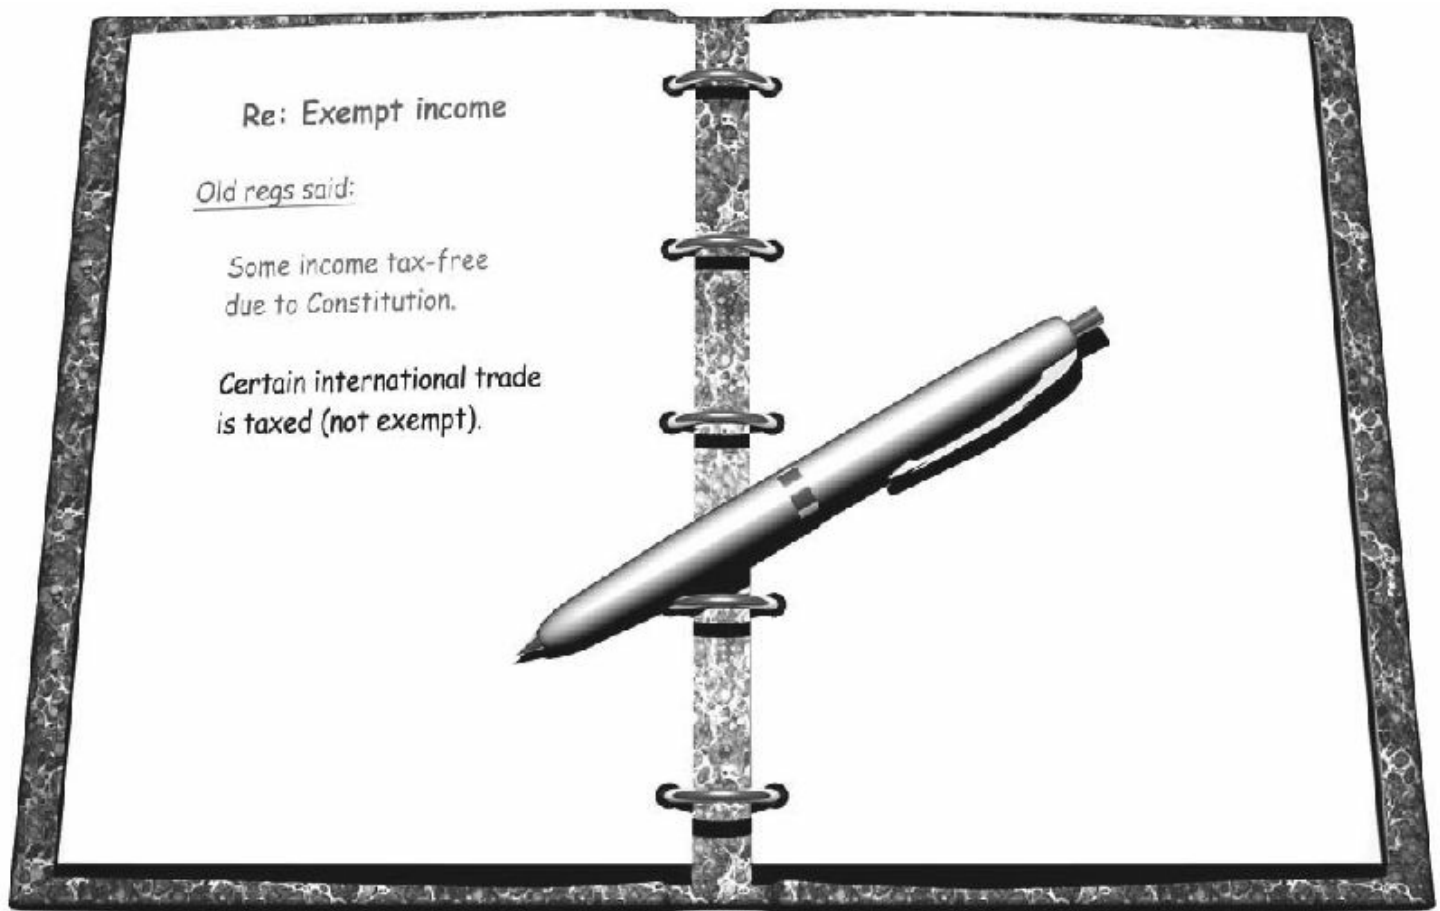 Re: Exempt income
Old regs said:
Some income tax-free
due to Constitution.
Certain international trade
is taxed (not exempt).